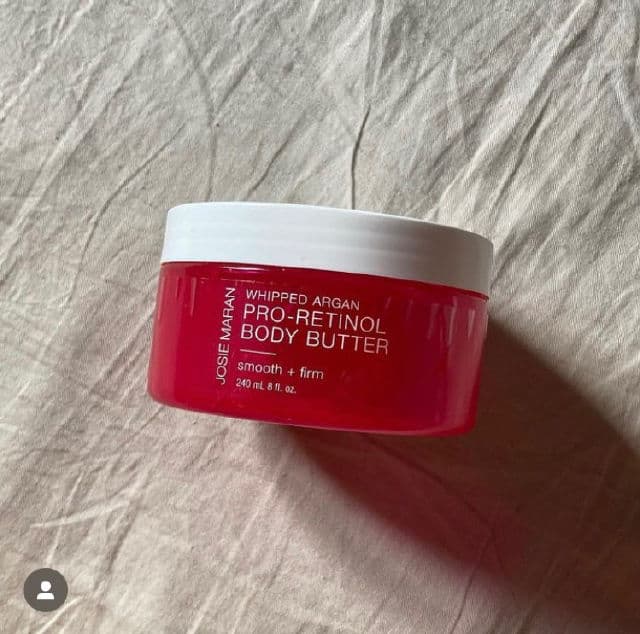 JOSIE MARAN
WHIPPED ARGAN
PRO-RETINOL
BODY BUTTER
smooth + firm
240 mL 8 fl. oz.